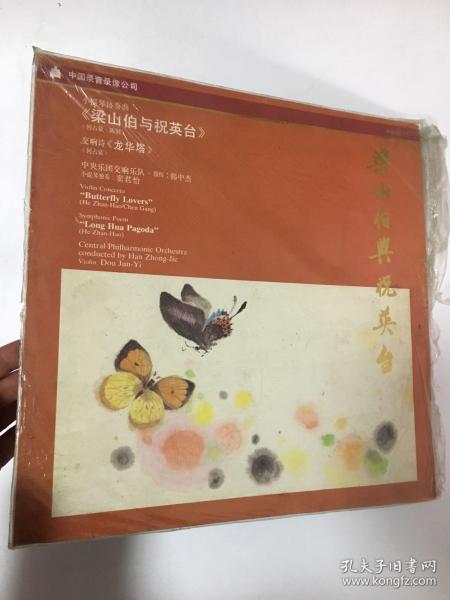 中国录音录像公司
小提琴协奏曲
《梁山伯与祝英台》
(何占豪·陈钢)
交响诗《龙华塔》
(何占豪)
中央乐团交响乐队·指挥:韩中杰
小提琴独奏:窦君怡
Violin Concerto
"Butterfly Lovers"
(He Zhan-Hao/Chen Gang)
Symphonic Poem
"Long Hua Pagoda"
(He Zhan-Hao)
Central Philharmonic Orchestra
conducted by Han Zhong-Jie
Violin: Dou Jun-Yi
梁山伯與祝英台
孔夫子旧书网
www.kongfz.com